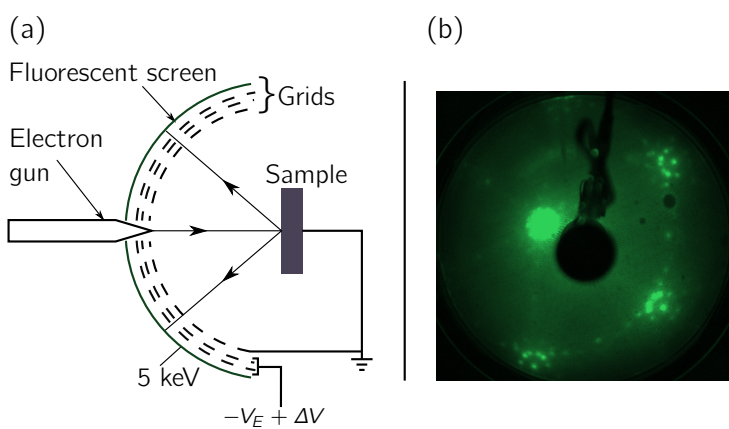 (a)
Fluorescent screen
Grids
Electron
gun
Sample
5 keV
−V_E + ΔV
(b)